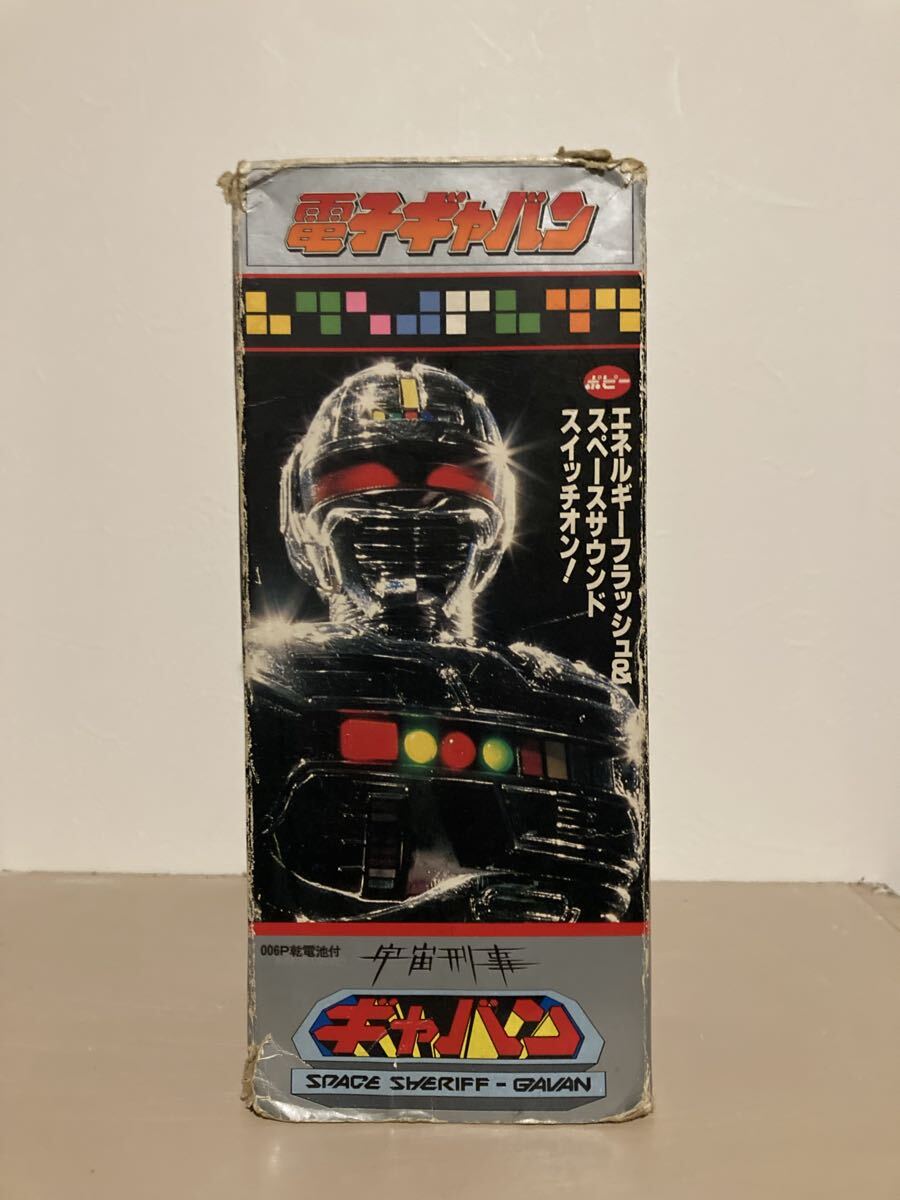 電子ギャバン
ポピー
エネルギーフラッシュ&
スペースサウンド
スイッチオン!
006P乾電池付
宇宙刑事
ギャバン
SPACE SHERIFF - GAVAN